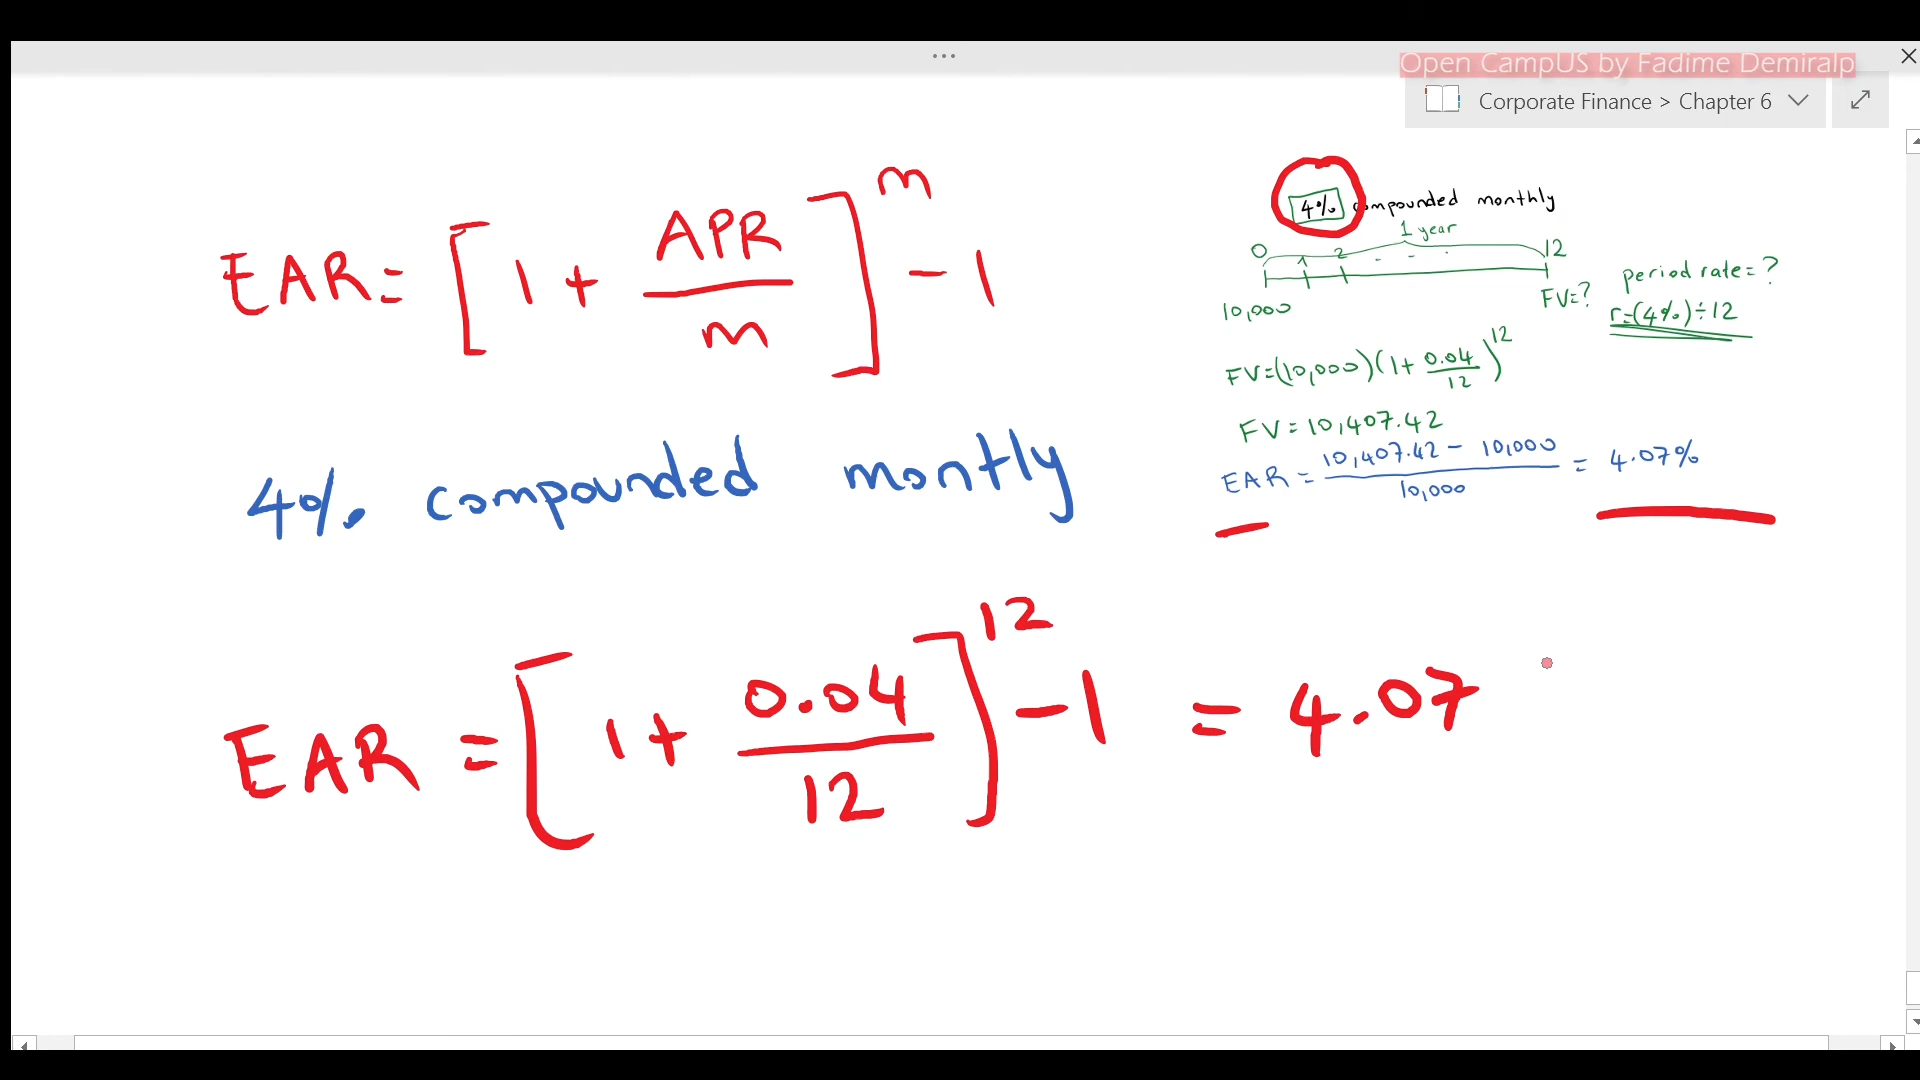 Open CampUS by Fadime Demiralp
Corporate Finance > Chapter 6
EAR = [1 + APR/m]^m - 1
4% compounded montly
EAR = [1 + 0.04/12]^12 - 1 = 4.07
4% compounded monthly
1 year
0 1 2 - - . 12
10,000 FV=?
period rate = ?
r=(4%)÷12
FV=(10,000)(1+ 0.04/12)^12
FV = 10,407.42
EAR = 10,407.42 - 10,000 / 10,000 = 4.07%